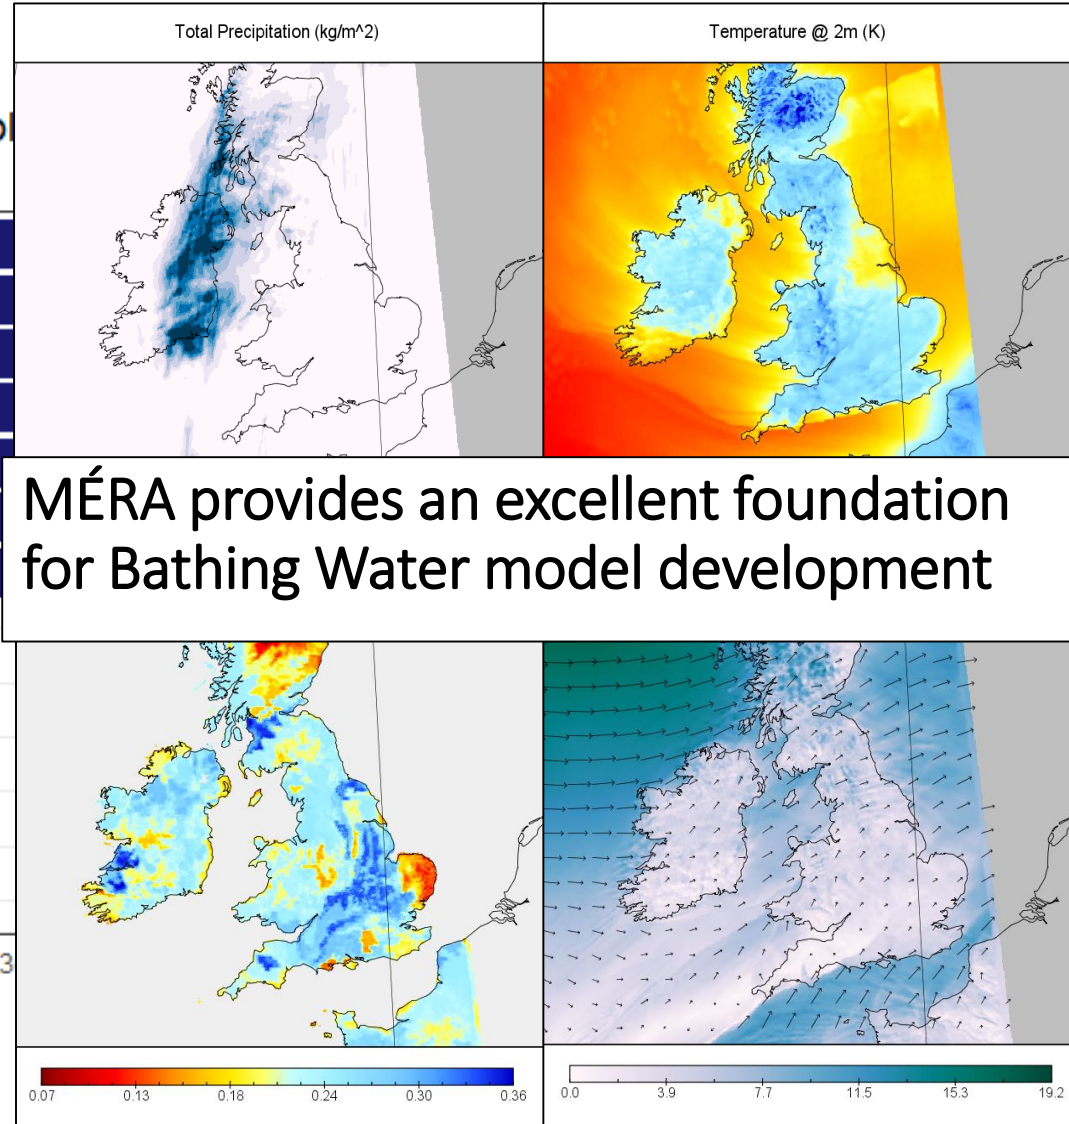 Total Precipitation (kg/m^2)
Temperature @ 2m (K)
MÉRA provides an excellent foundation
for Bathing Water model development
0.07 0.13 0.18 0.24 0.30 0.36
0.0 3.9 7.7 11.5 15.3 19.2
3